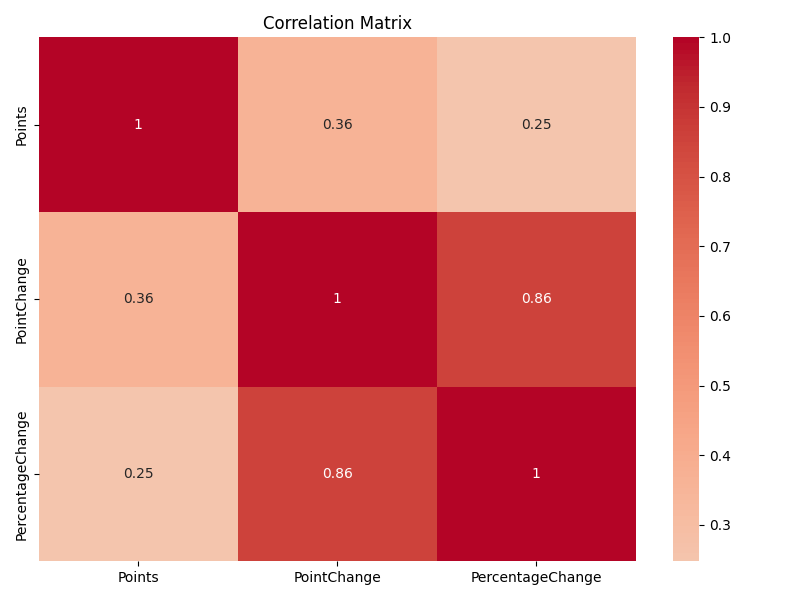 Correlation Matrix
Points
1
0.36
0.25
PointChange
0.36
1
0.86
PercentageChange
0.25
0.86
1
Points
PointChange
PercentageChange
1.0
0.9
0.8
0.7
0.6
0.5
0.4
0.3